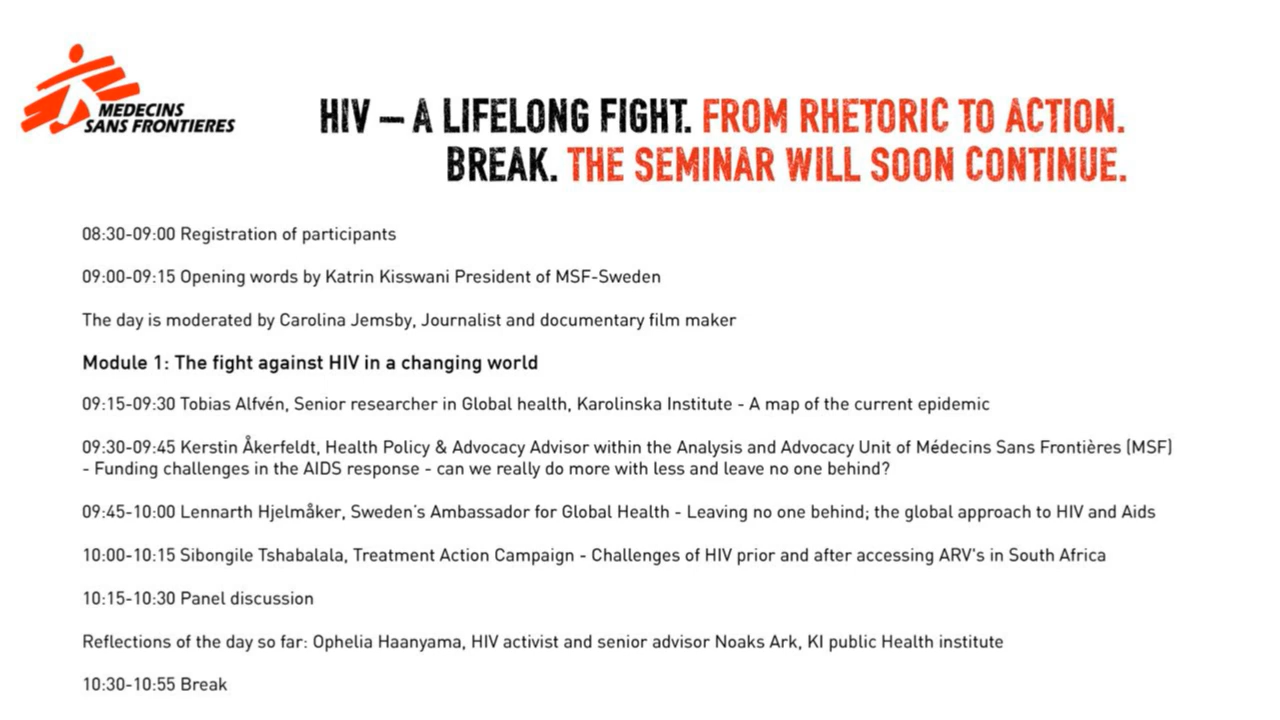 MEDECINS
SANS FRONTIERES
HIV – A LIFELONG FIGHT. FROM RHETORIC TO ACTION.
BREAK. THE SEMINAR WILL SOON CONTINUE.
08:30-09:00 Registration of participants
09:00-09:15 Opening words by Katrin Kisswani President of MSF-Sweden
The day is moderated by Carolina Jemsby, Journalist and documentary film maker
Module 1: The fight against HIV in a changing world
09:15-09:30 Tobias Alfvén, Senior researcher in Global health, Karolinska Institute - A map of the current epidemic
09:30-09:45 Kerstin Åkerfeldt, Health Policy & Advocacy Advisor within the Analysis and Advocacy Unit of Médecins Sans Frontières (MSF)
- Funding challenges in the AIDS response - can we really do more with less and leave no one behind?
09:45-10:00 Lennarth Hjelmåker, Sweden's Ambassador for Global Health - Leaving no one behind; the global approach to HIV and Aids
10:00-10:15 Sibongile Tshabalala, Treatment Action Campaign - Challenges of HIV prior and after accessing ARV's in South Africa
10:15-10:30 Panel discussion
Reflections of the day so far: Ophelia Haanyama, HIV activist and senior advisor Noaks Ark, KI public Health institute
10:30-10:55 Break